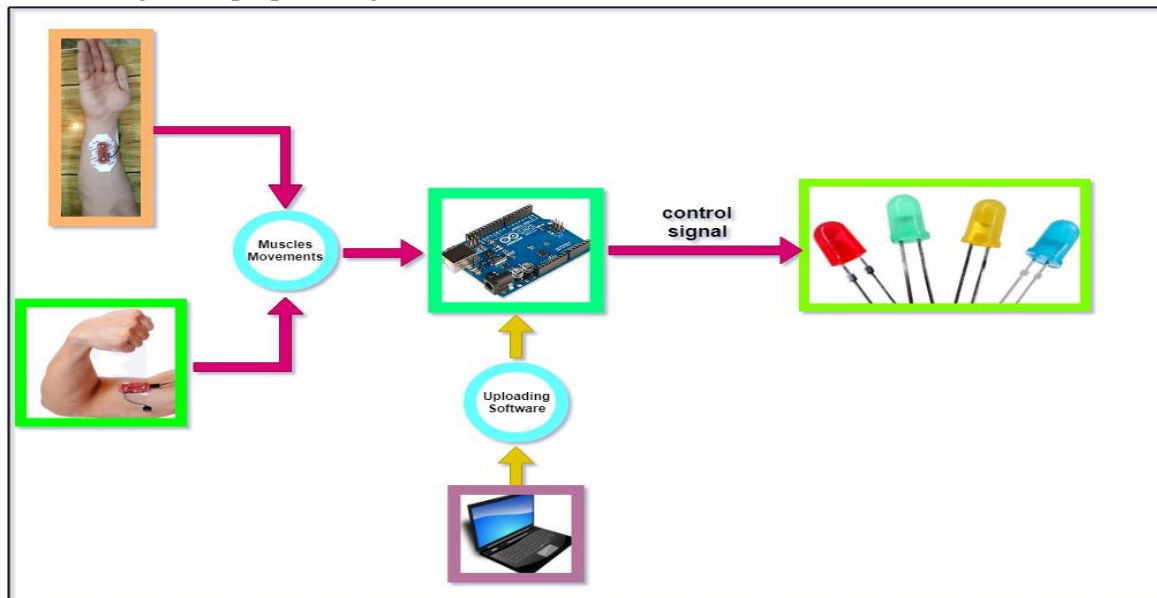 Muscles
Movements
control
signal
Uploading
Software